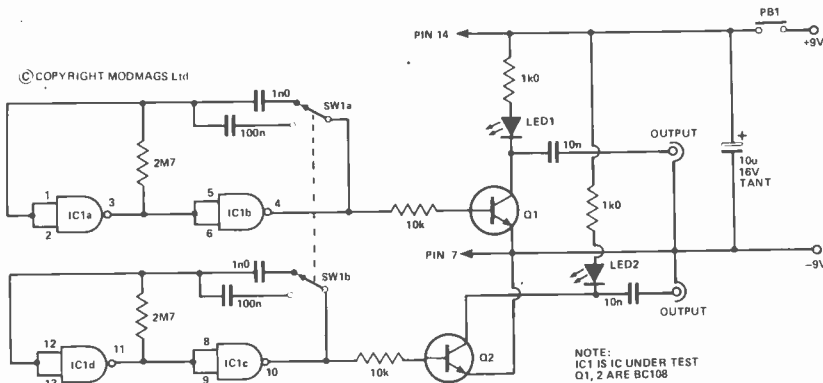 PB1
PIN 14
+9V
© COPYRIGHT MODMAGS Ltd
1k0
1n0
SW1a
LED1
100n
10n
OUTPUT
+
10u
16V
TANT
2M7
1
2
IC1a
3
5
6
IC1b
4
10k
Q1
1k0
PIN 7
-9V
1n0
SW1b
LED2
100n
10n
OUTPUT
2M7
12
13
IC1d
11
8
9
IC1c
10
10k
Q2
NOTE:
IC1 IS IC UNDER TEST
Q1, 2 ARE BC108